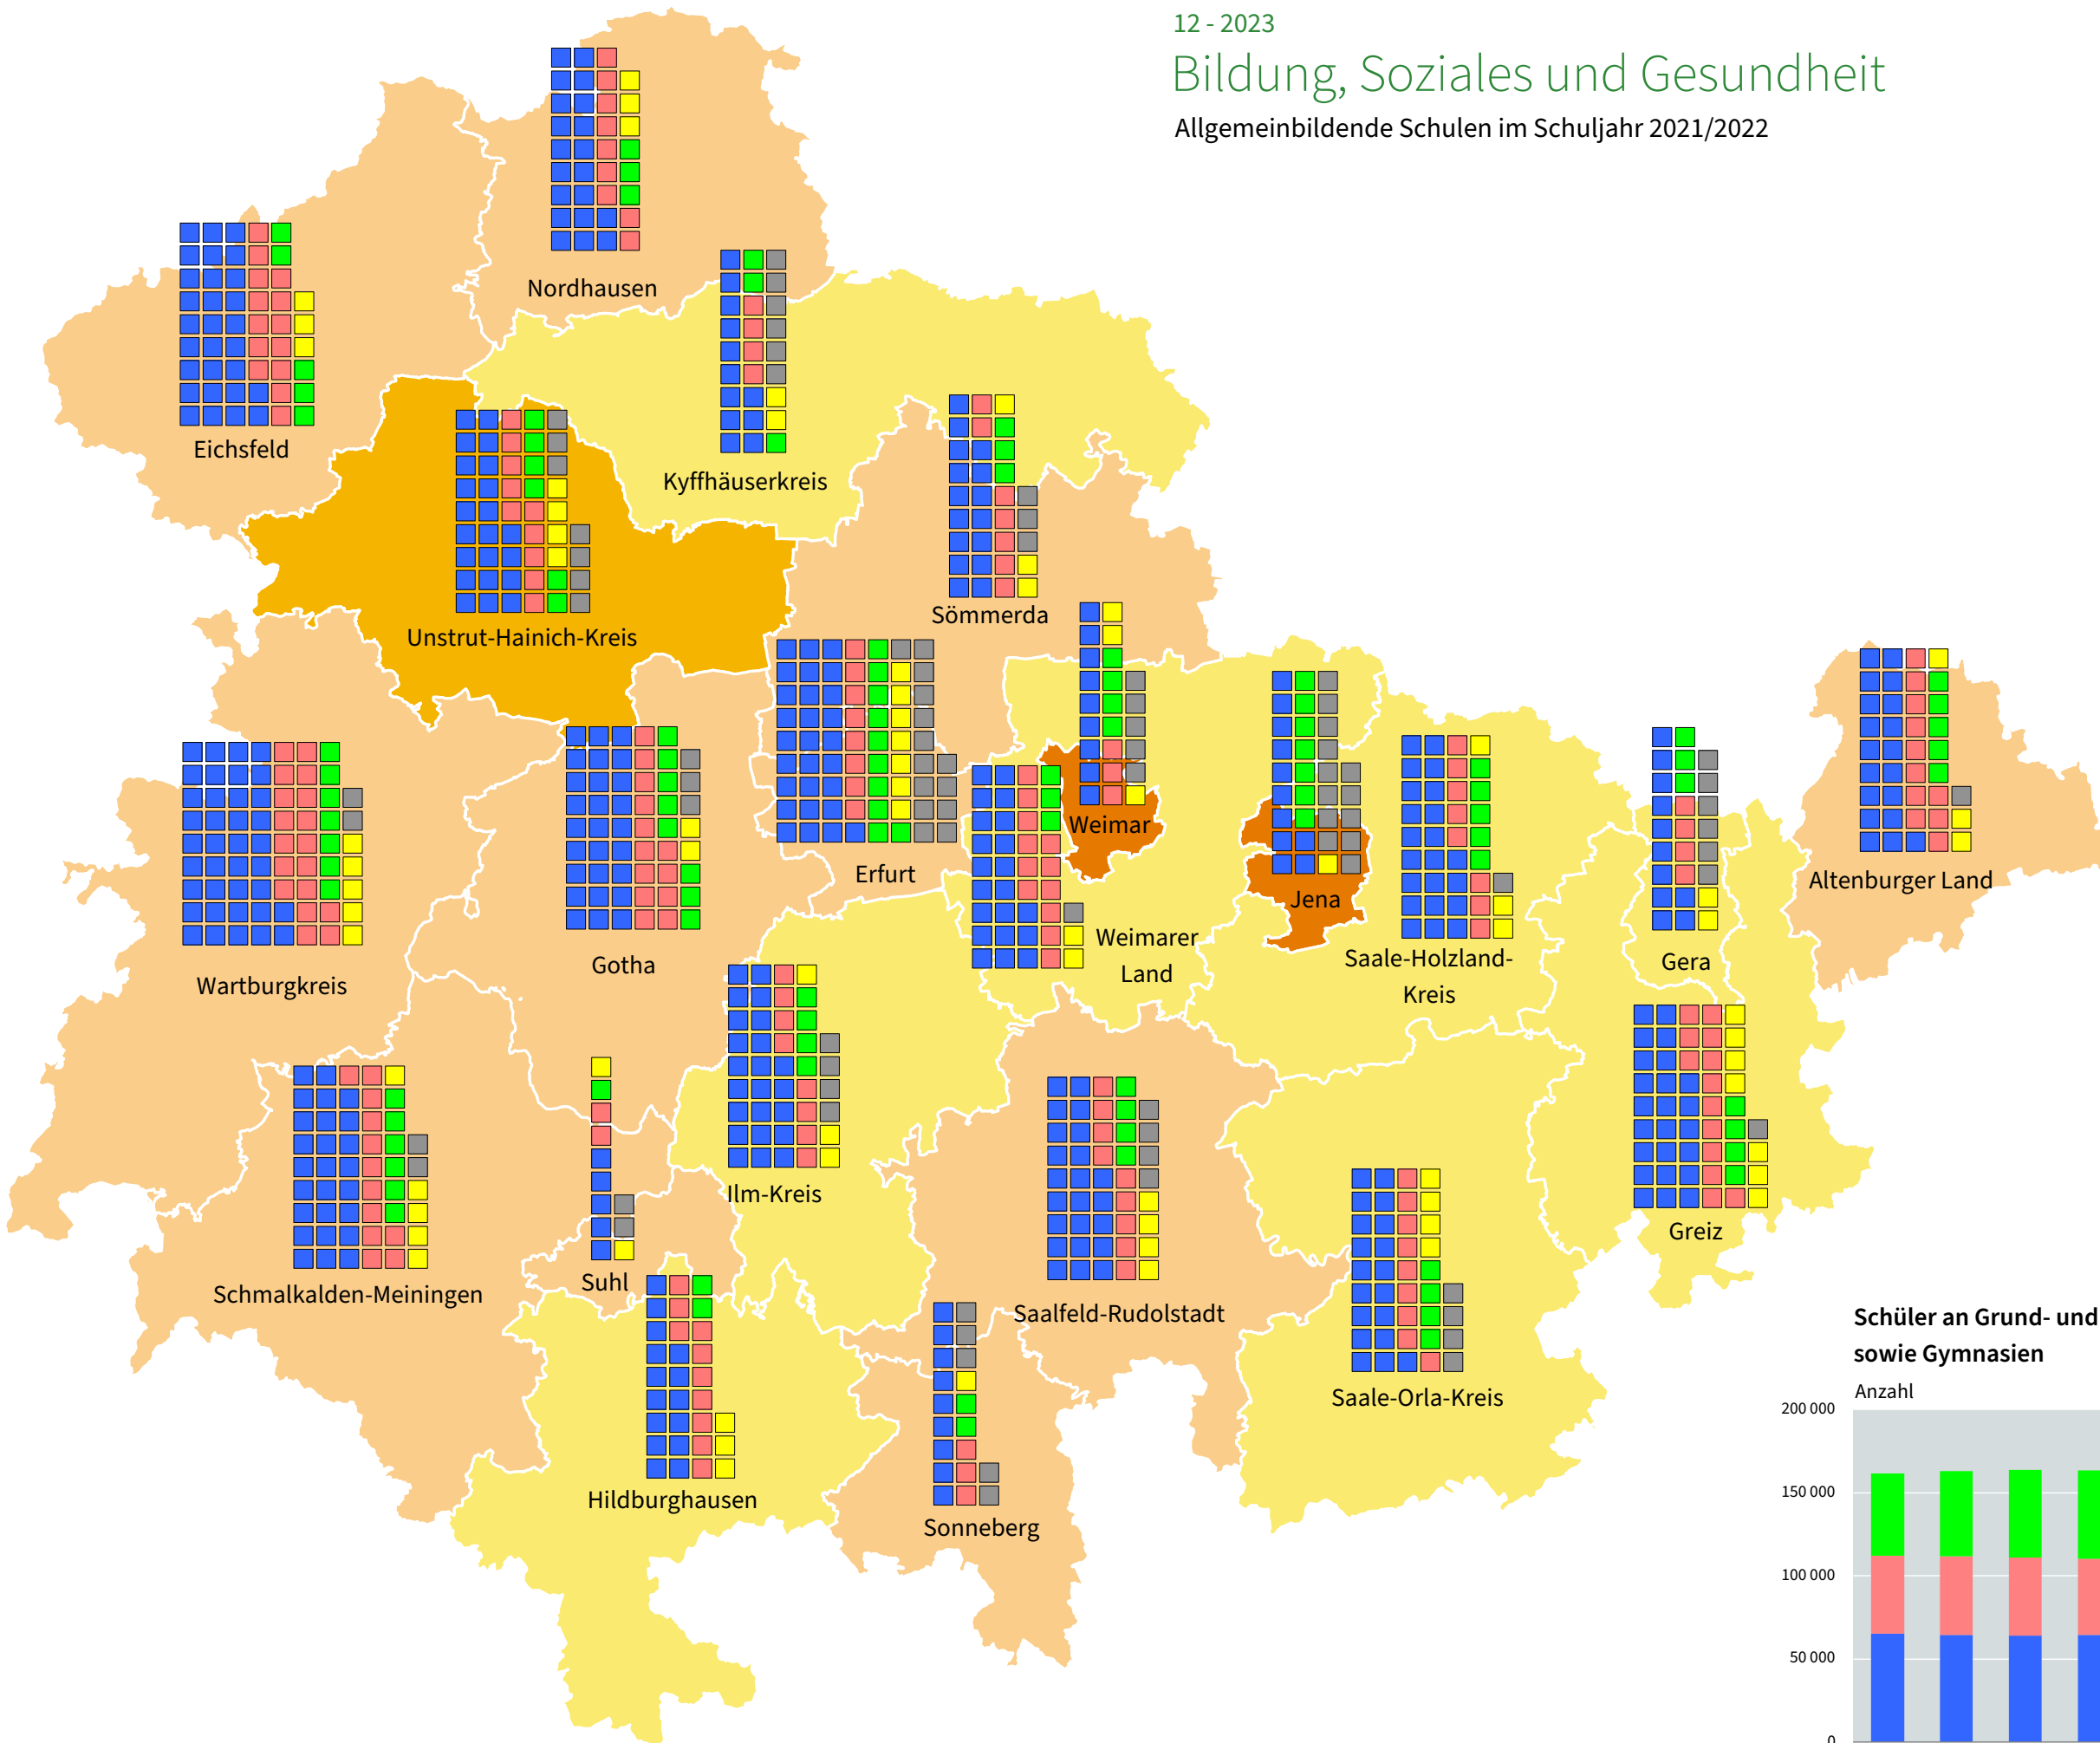 12 - 2023
Bildung, Soziales und Gesundheit
Allgemeinbildende Schulen im Schuljahr 2021/2022
Nordhausen
Eichsfeld
Kyffhäuserkreis
Sömmerda
Unstrut-Hainich-Kreis
Weimar
Erfurt
Altenburger Land
Jena
Weimarer
Land
Saale-Holzland-
Kreis
Gera
Gotha
Wartburgkreis
Ilm-Kreis
Greiz
Suhl
Schmalkalden-Meiningen
Saalfeld-Rudolstadt
Saale-Orla-Kreis
Hildburghausen
Sonneberg
Schüler an Grund- und
sowie Gymnasien
Anzahl
200 000
150 000
100 000
50 000
0